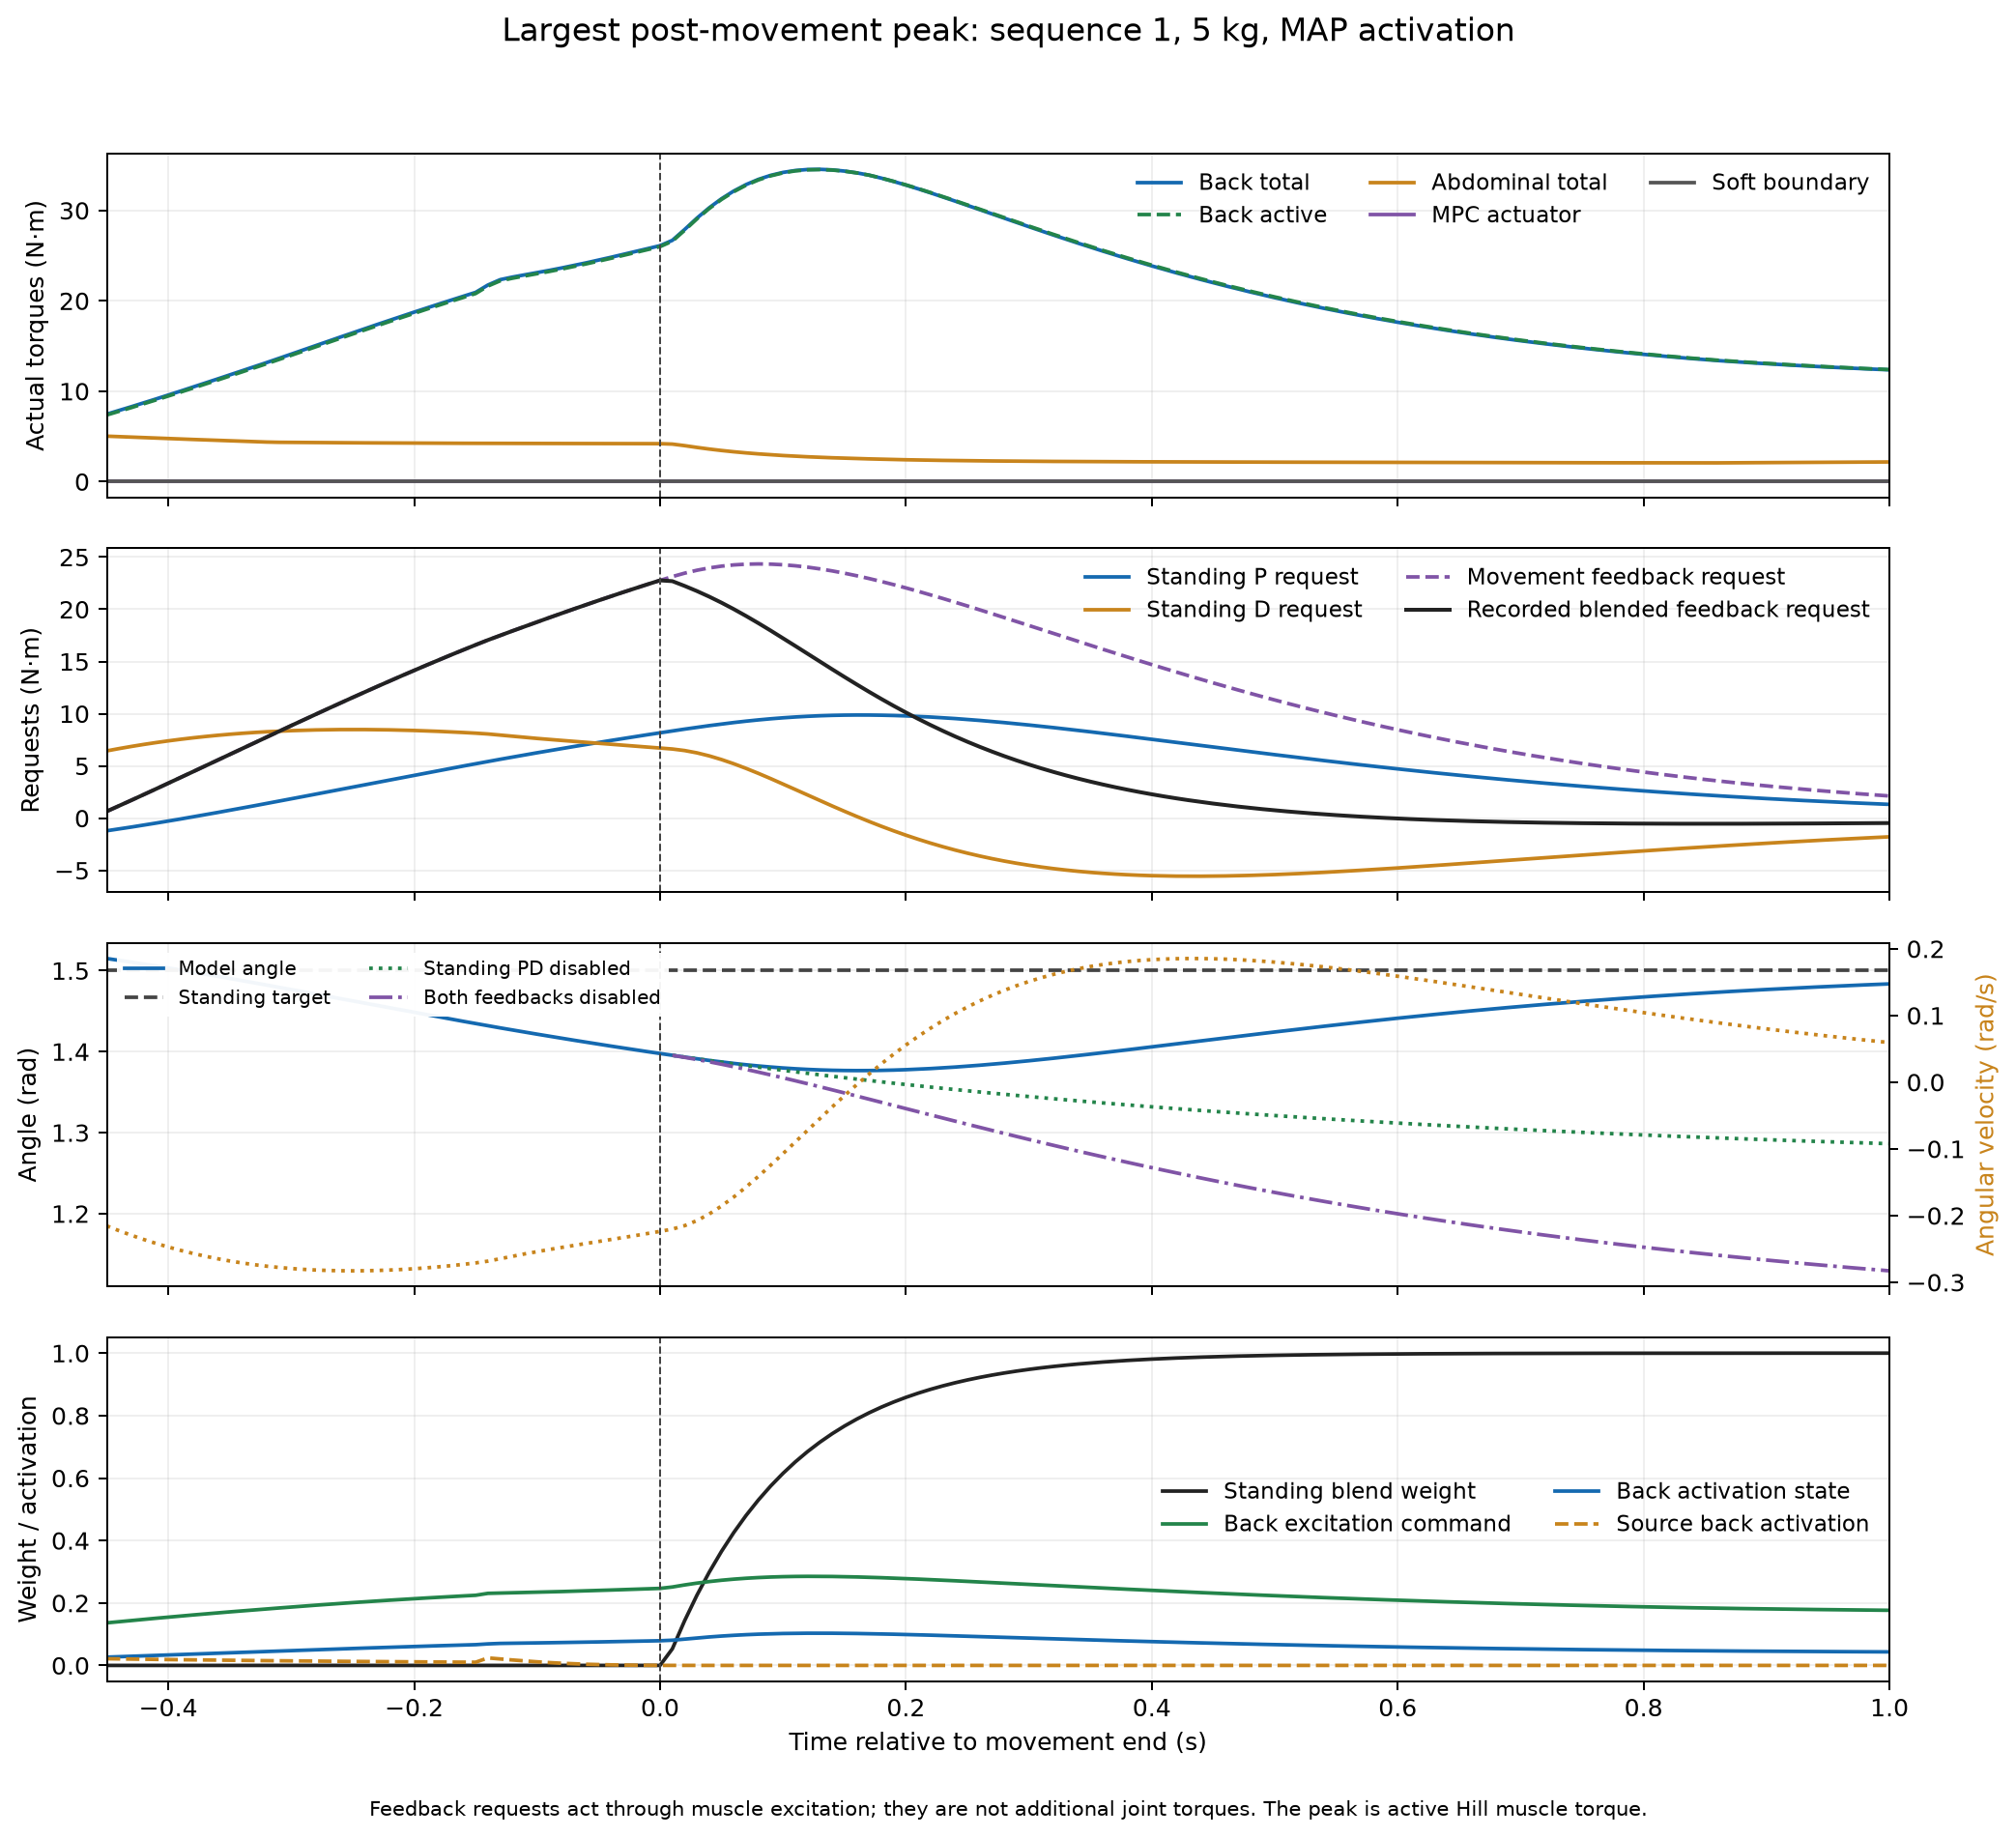 Largest post-movement peak: sequence 1, 5 kg, MAP activation
Actual torques (N·m)
30
20
10
0
Back total
Back active
Abdominal total
MPC actuator
Soft boundary
Requests (N·m)
25
20
15
10
5
0
−5
Standing P request
Standing D request
Movement feedback request
Recorded blended feedback request
Angle (rad)
1.5
1.4
1.3
1.2
Model angle
Standing target
Standing PD disabled
Both feedbacks disabled
0.2
0.1
0.0
−0.1
−0.2
−0.3
Angular velocity (rad/s)
Weight / activation
1.0
0.8
0.6
0.4
0.2
0.0
Standing blend weight
Back excitation command
Back activation state
Source back activation
−0.4
−0.2
0.0
0.2
0.4
0.6
0.8
1.0
Time relative to movement end (s)
Feedback requests act through muscle excitation; they are not additional joint torques. The peak is active Hill muscle torque.